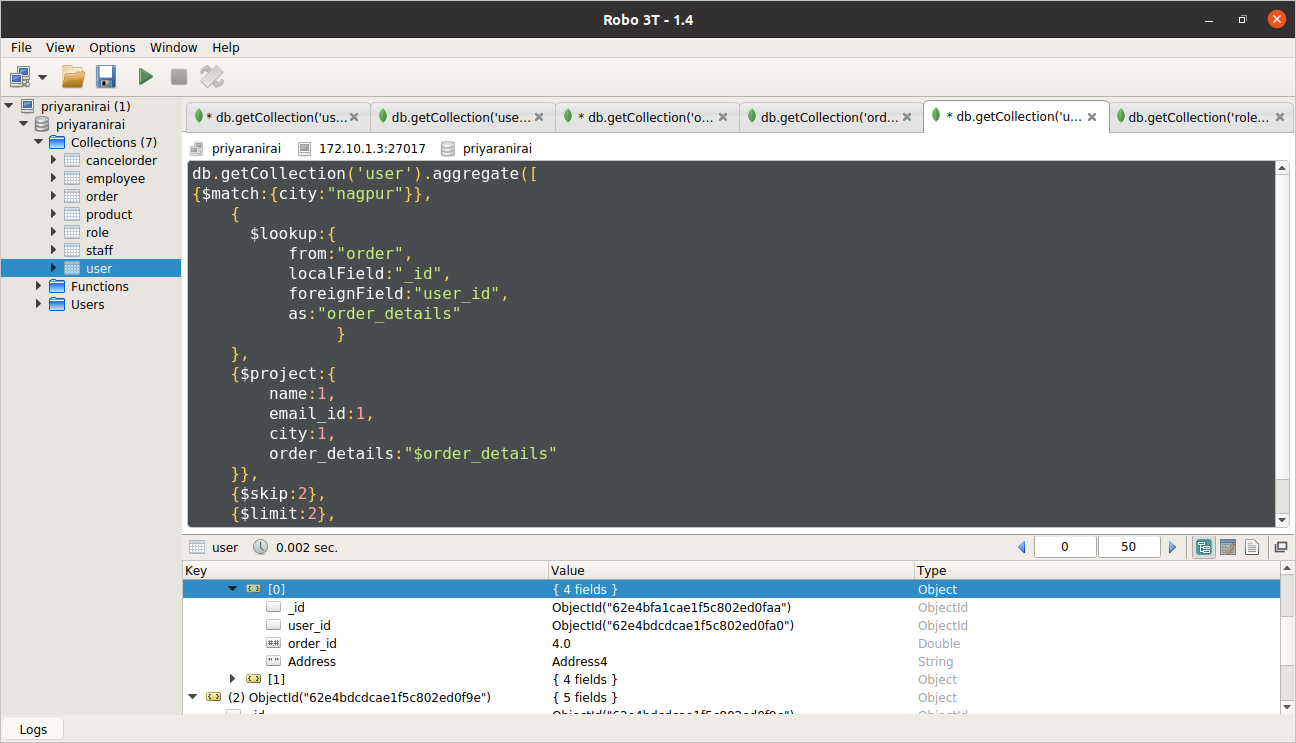 Robo 3T - 1.4
File View Options Window Help
priyaranirai (1)
priyaranirai
Collections (7)
cancelorder
employee
order
product
role
staff
user
Functions
Users
* db.getCollection('us... db.getCollection('use... * db.getCollection('o... db.getCollection('ord... * db.getCollection('u... db.getCollection('role...
priyaranirai 172.10.1.3:27017 priyaranirai
db.getCollection('user').aggregate([
{$match:{city:"nagpur"}},
{
$lookup:{
from:"order",
localField:"_id",
foreignField:"user_id",
as:"order_details"
}
},
{$project:{
name:1,
email_id:1,
city:1,
order_details:"$order_details"
}},
{$skip:2},
{$limit:2},
user 0.002 sec. 0 50
Key Value Type
[0] { 4 fields } Object
_id ObjectId("62e4bfa1cae1f5c802ed0faa") ObjectId
user_id ObjectId("62e4bdcdcae1f5c802ed0fa0") ObjectId
order_id 4.0 Double
Address Address4 String
[1] { 4 fields } Object
(2) ObjectId("62e4bdcdcae1f5c802ed0f9e") { 5 fields } Object
Logs